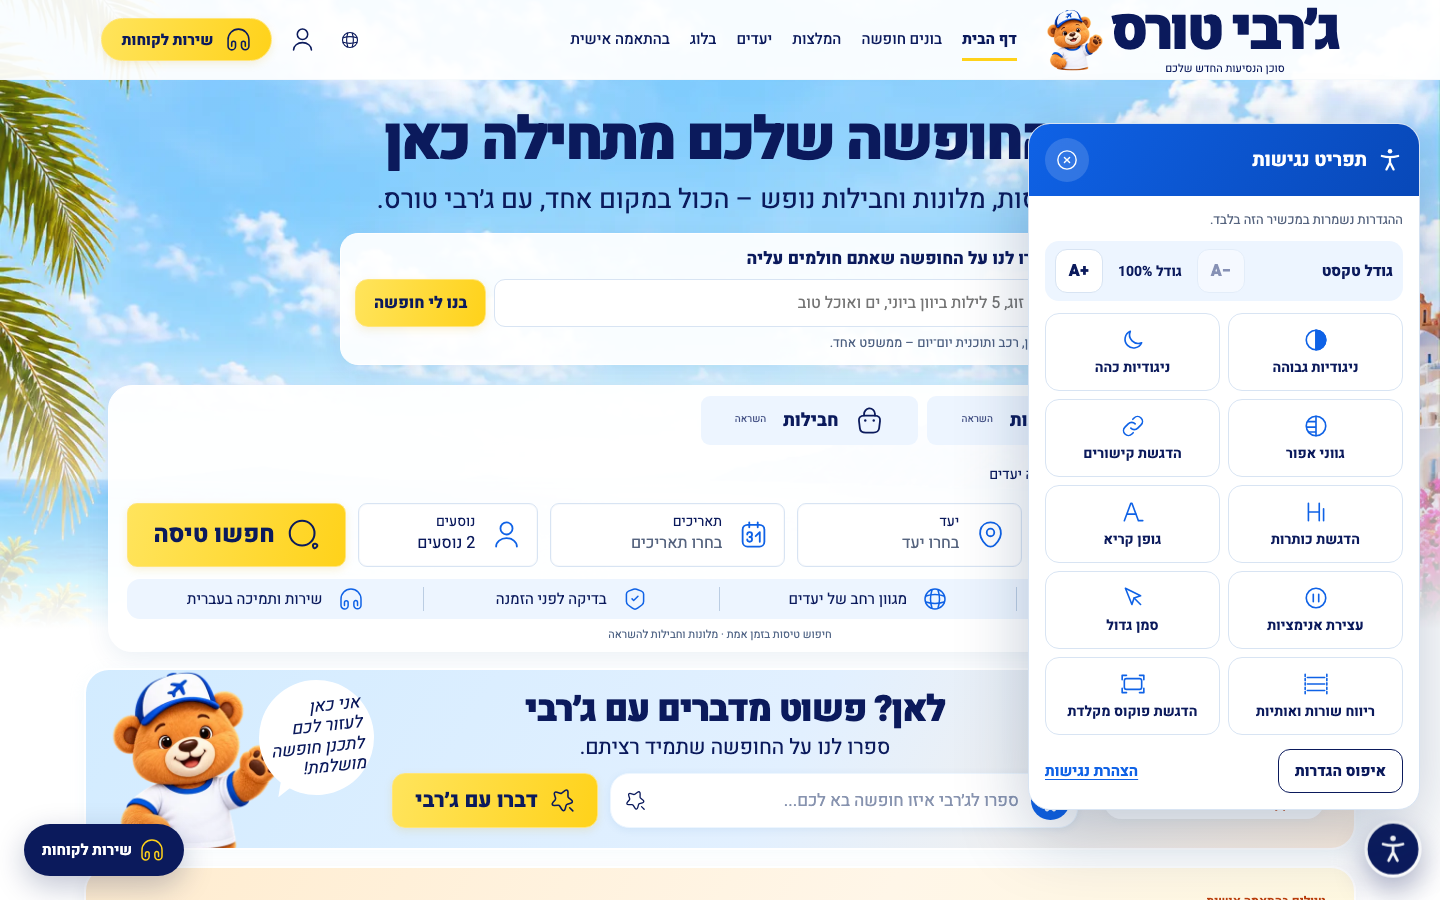 ג׳רבי טורס
סוכן הנסיעות החדש שלכם
דף הבית
בונים חופשה
המלצות
יעדים
בלוג
בהתאמה אישית
שירות לקוחות
החופשה שלכם מתחילה כאן
מלונות וחבילות נופש – הכול במקום אחד, עם ג׳רבי טורס.
לנו על החופשה שאתם חולמים עליה
זוג, 5 לילות ביוון ביוני, ים ואוכל טוב
בנו לי חופשה
רכב ותוכנית יום־יום – ממשפט אחד.
השראה
חבילות
השראה
יעדים
יעד
בחרו יעד
תאריכים
בחרו תאריכים
31
נוסעים
2 נוסעים
חפשו טיסה
מגוון רחב של יעדים
בדיקה לפני הזמנה
שירות ותמיכה בעברית
חיפוש טיסות בזמן אמת · מלונות וחבילות להשראה
לאן? פשוט מדברים עם ג׳רבי
ספרו לנו על החופשה שתמיד רציתם.
ספרו לג׳רבי איזו חופשה בא לכם...
דברו עם ג׳רבי
אני כאן
לעזור לכם
לתכנן חופשה
מושלמת!
שירות לקוחות
תפריט נגישות
ההגדרות נשמרות במכשיר הזה בלבד.
גודל טקסט
A−
גודל 100%
A+
ניגודיות גבוהה
ניגודיות כהה
גווני אפור
הדגשת קישורים
הדגשת כותרות
גופן קריא
עצירת אנימציות
סמן גדול
ריווח שורות ואותיות
הדגשת פוקוס מקלדת
איפוס הגדרות
הצהרת נגישות